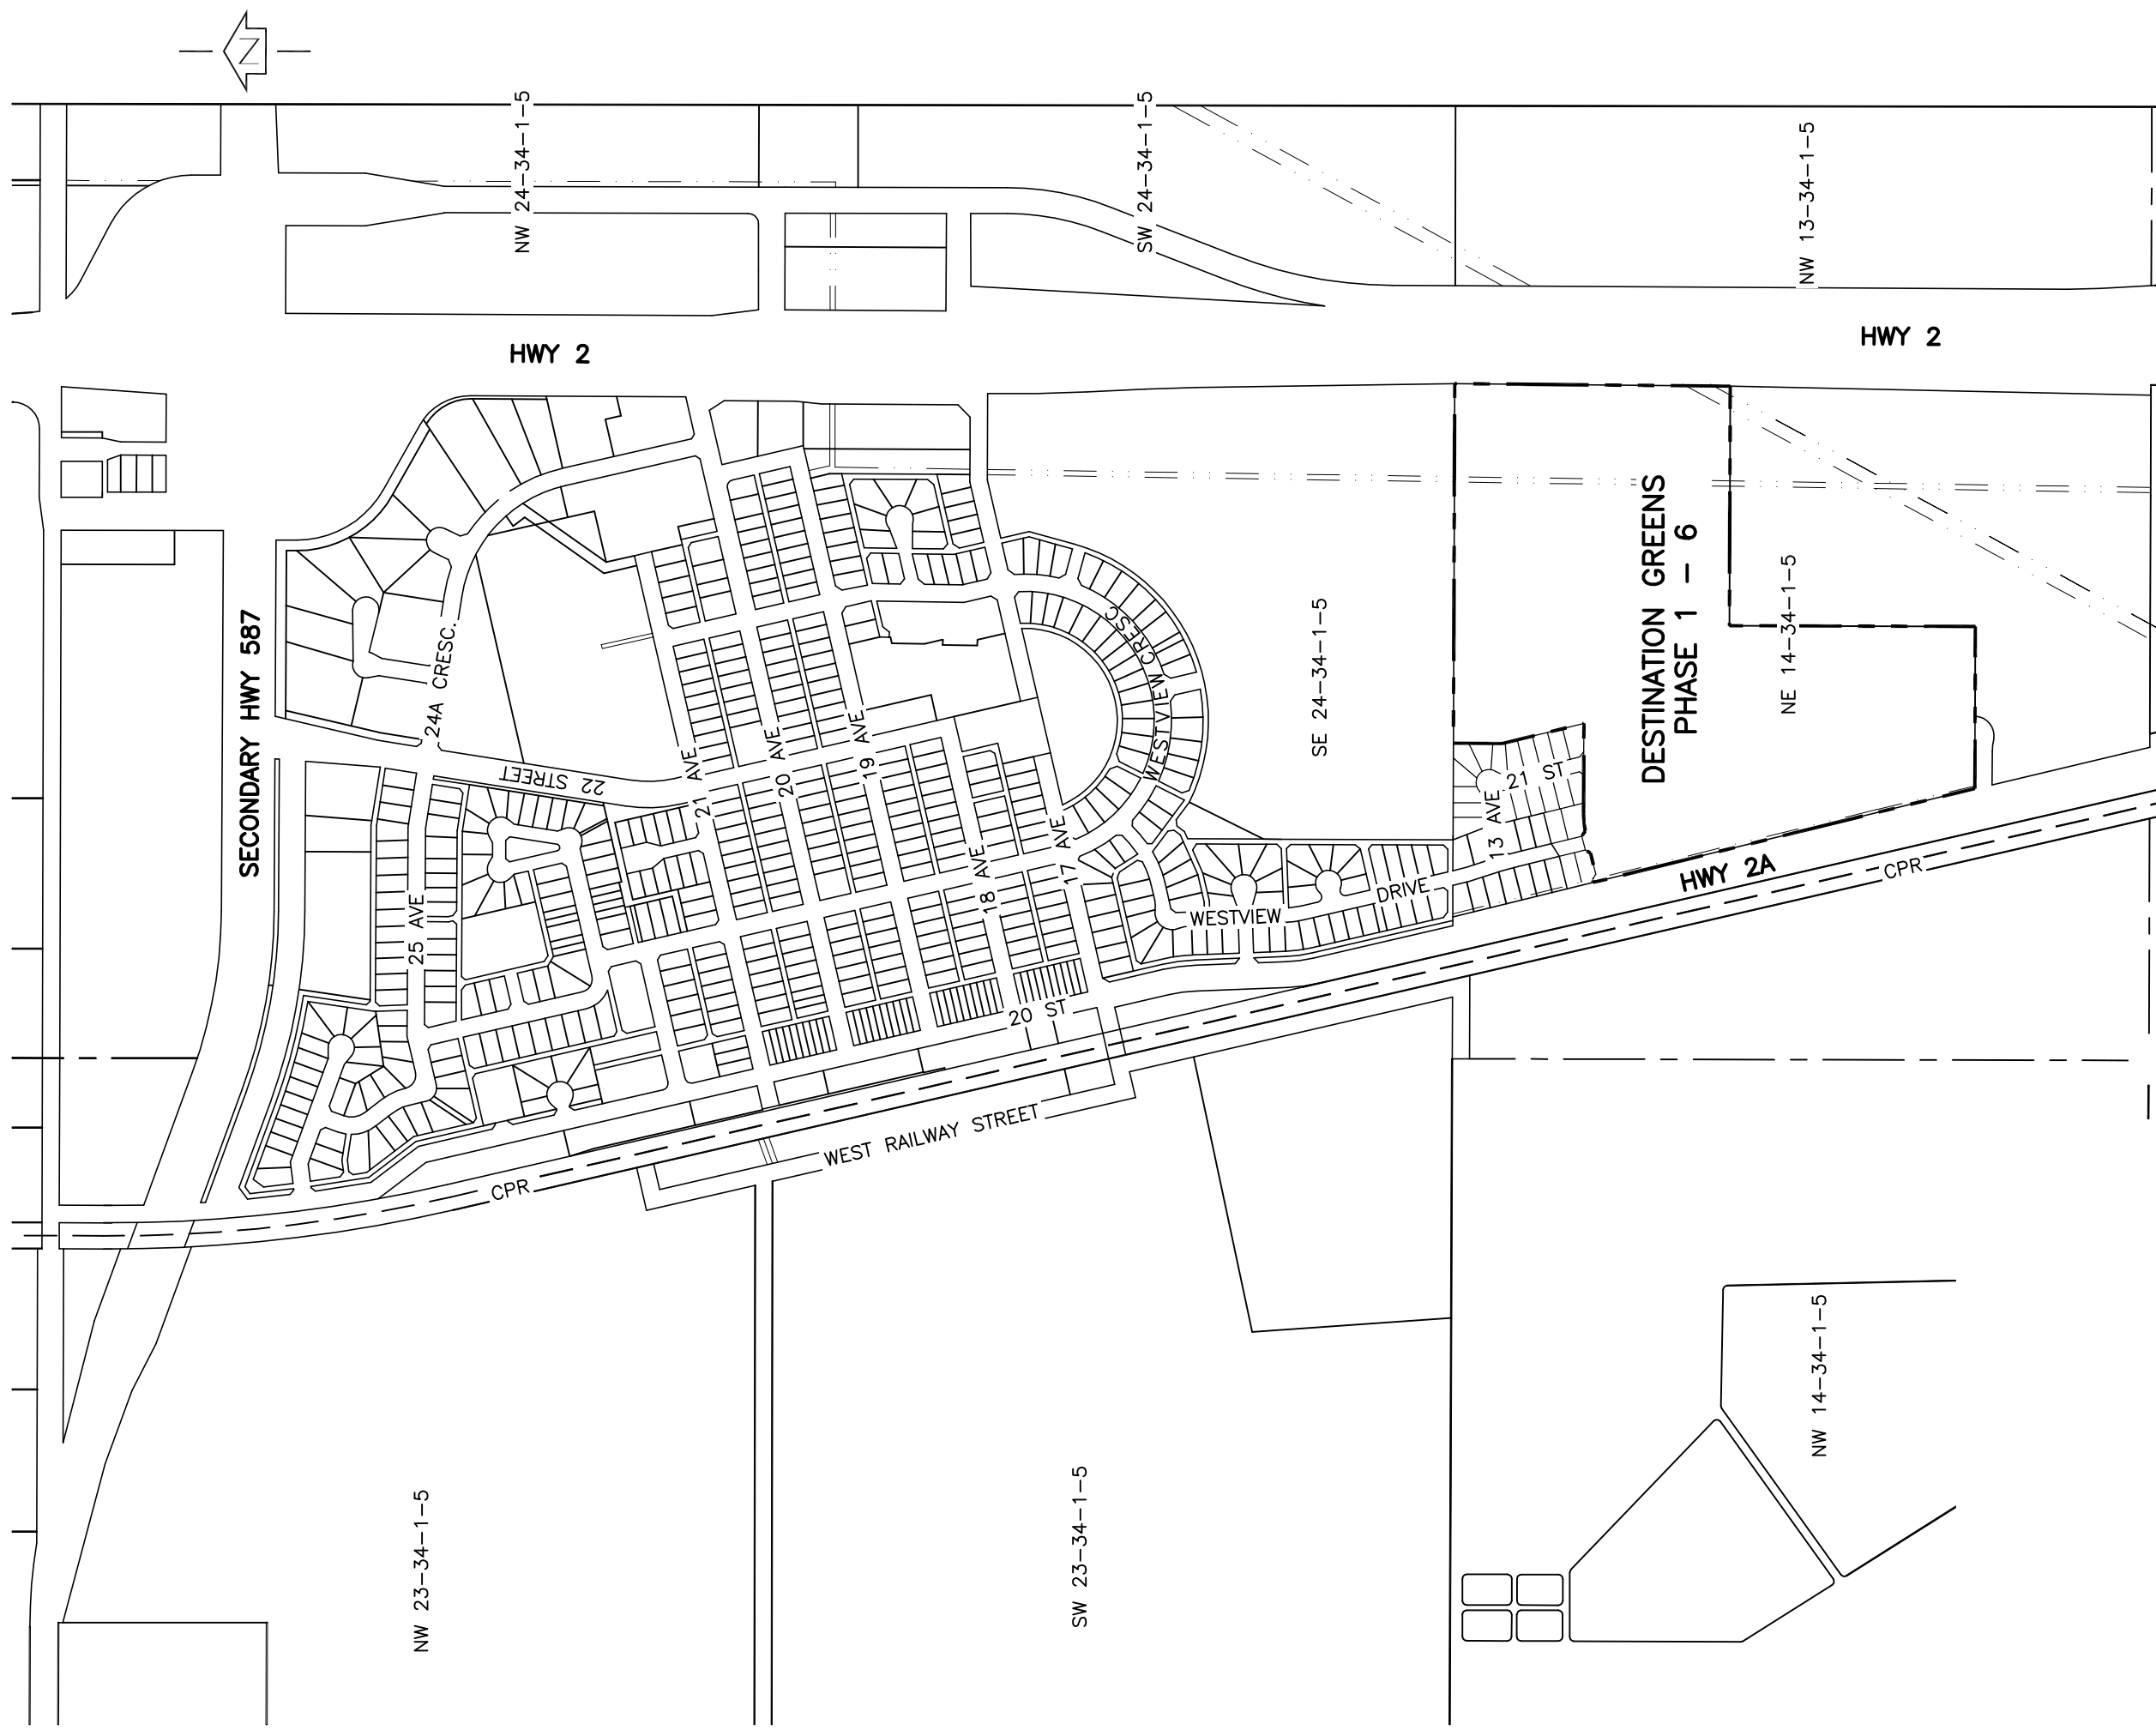 N
NW 24-34-1-5
SW 24-34-1-5
NW 13-34-1-5
HWY 2
HWY 2
SECONDARY HWY 587
24A CRESC.
22 STREET
25 AVE
21 AVE
20 AVE
19 AVE
18 AVE
17 AVE
20 ST
WESTVIEW CRESC
WESTVIEW DRIVE
SE 24-34-1-5
13 AVE
21 ST
DESTINATION GREENS
PHASE 1 - 6
NE 14-34-1-5
HWY 2A
CPR
CPR
WEST RAILWAY STREET
NW 23-34-1-5
SW 23-34-1-5
NW 14-34-1-5